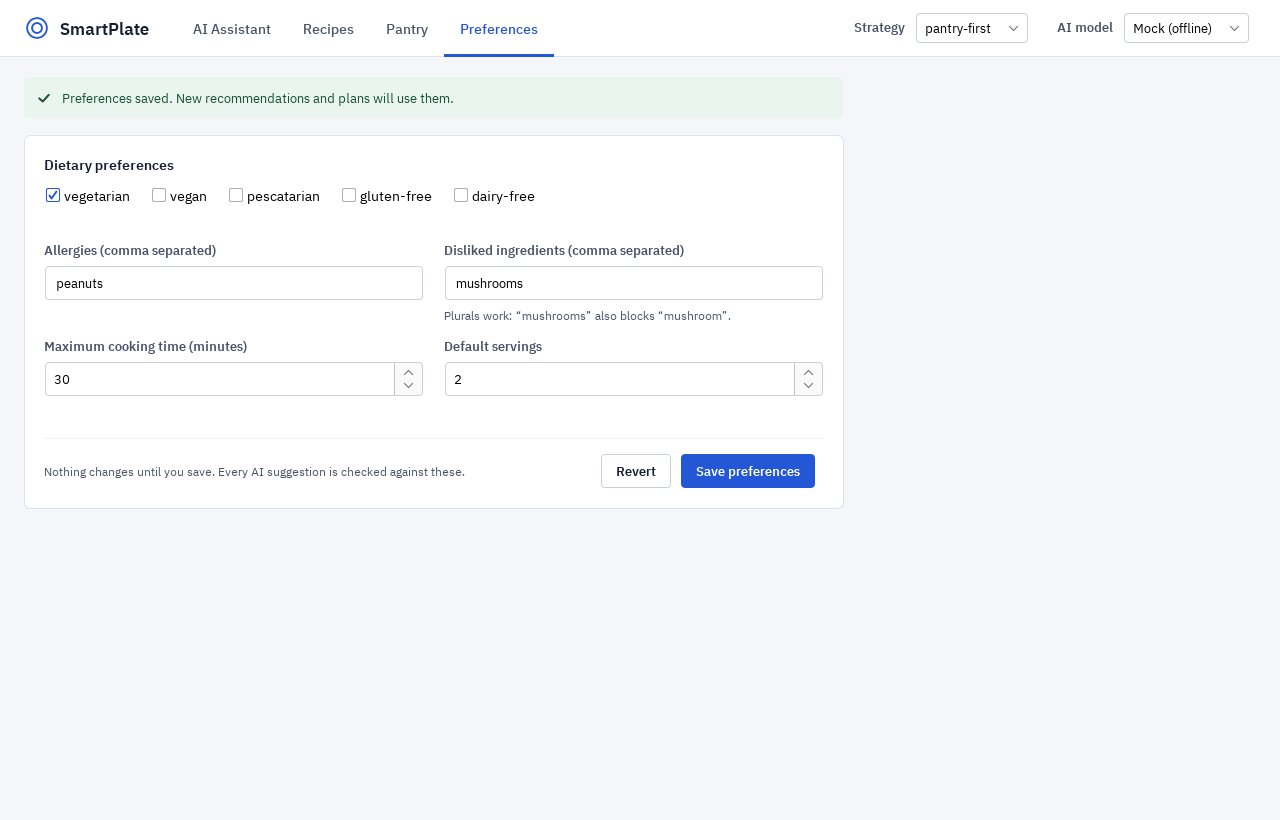 SmartPlate AI Assistant Recipes Pantry Preferences Strategy pantry-first AI model Mock (offline)
Preferences saved. New recommendations and plans will use them.
Dietary preferences
vegetarian vegan pescatarian gluten-free dairy-free
Allergies (comma separated) Disliked ingredients (comma separated)
peanuts mushrooms
Plurals work: “mushrooms” also blocks “mushroom”.
Maximum cooking time (minutes) Default servings
30 2
Nothing changes until you save. Every AI suggestion is checked against these. Revert Save preferences